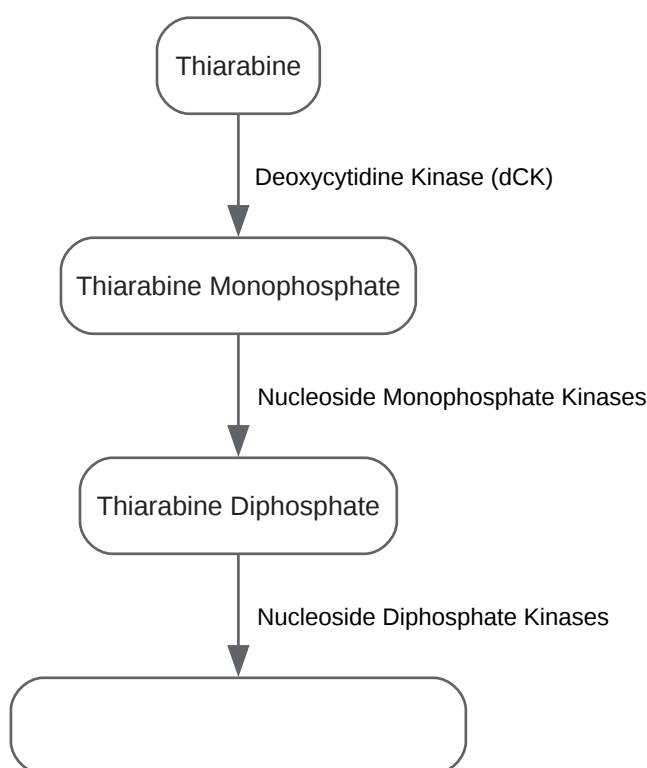 Thiarabine
Deoxycytidine Kinase (dCK)
Thiarabine Monophosphate
Nucleoside Monophosphate Kinases
Thiarabine Diphosphate
Nucleoside Diphosphate Kinases